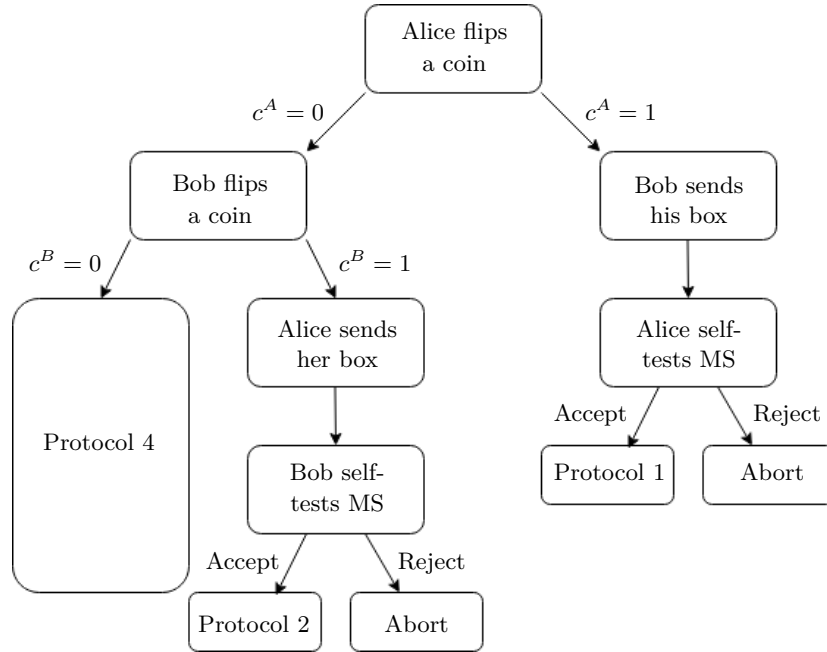 Alice flips
a coin
c^A = 0
c^A = 1
Bob flips
a coin
Bob sends
his box
c^B = 0
c^B = 1
Alice sends
her box
Alice self-
tests MS
Accept
Reject
Protocol 4
Protocol 1
Abort
Bob self-
tests MS
Accept
Reject
Protocol 2
Abort